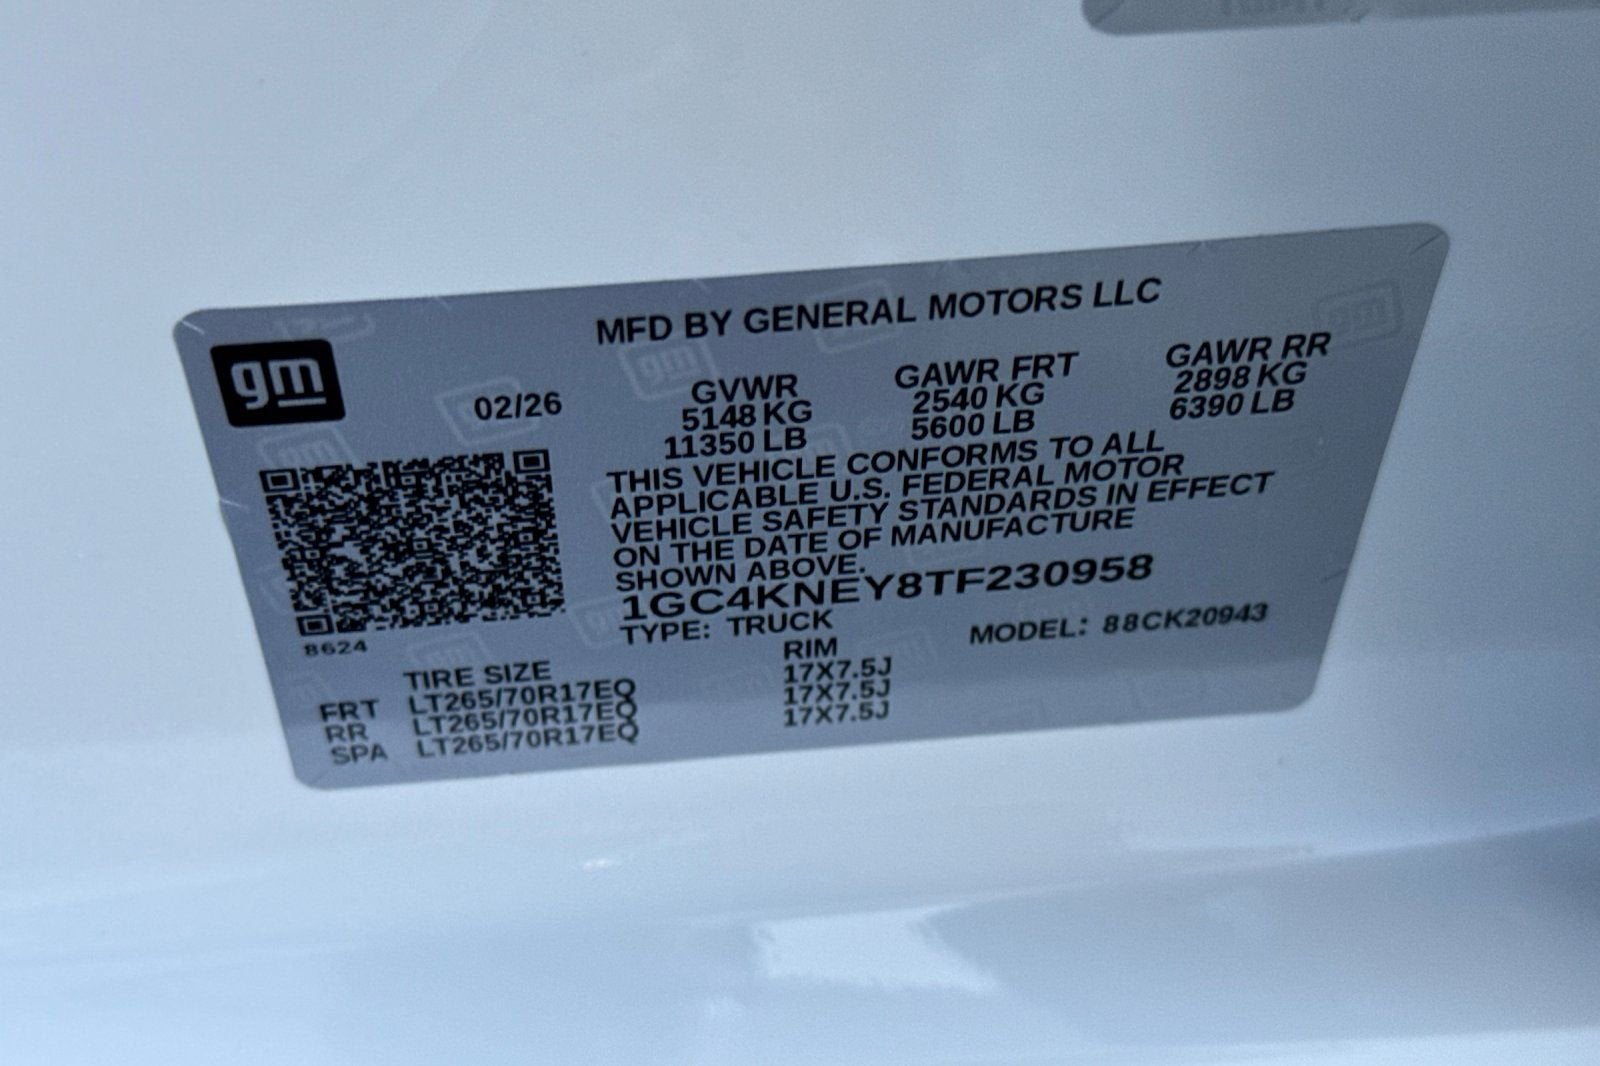 MFD BY GENERAL MOTORS LLC
gm
02/26
GVWR
5148 KG
11350 LB
GAWR FRT
2540 KG
5600 LB
GAWR RR
2898 KG
6390 LB
THIS VEHICLE CONFORMS TO ALL
APPLICABLE U.S. FEDERAL MOTOR
VEHICLE SAFETY STANDARDS IN EFFECT
ON THE DATE OF MANUFACTURE
SHOWN ABOVE.
1GC4KNEY8TF230958
TYPE: TRUCK
MODEL: 88CK20943
8624
TIRE SIZE RIM
FRT LT265/70R17EQ 17X7.5J
RR LT265/70R17EQ 17X7.5J
SPA LT265/70R17EQ 17X7.5J